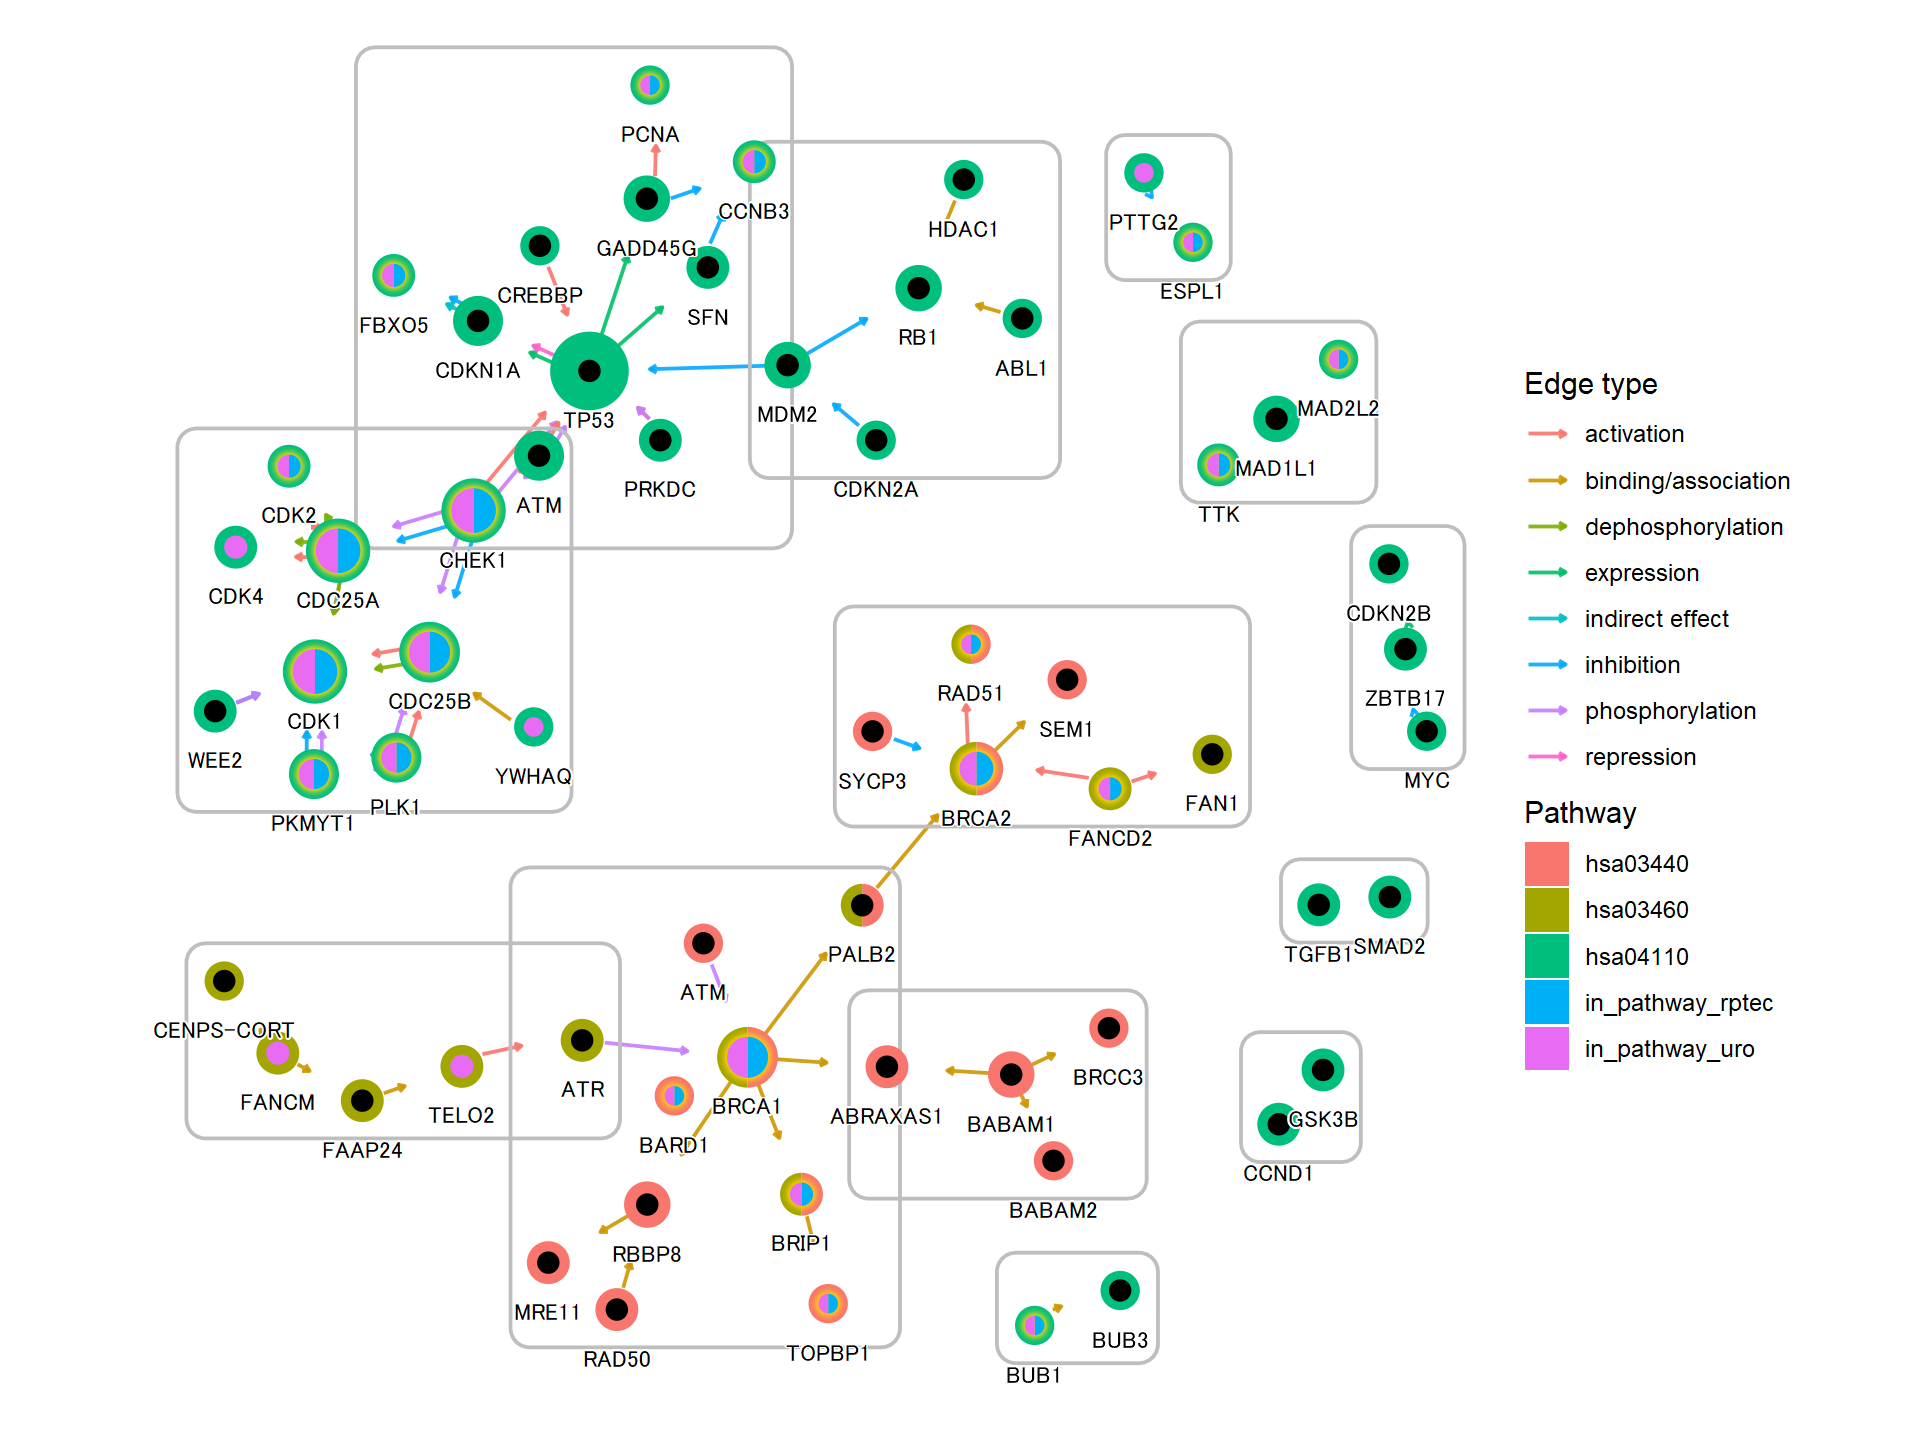 PCNA
CCNB3
GADD45G
HDAC1
PTTG2
CREBBP
ESPL1
FBXO5
SFN
RB1
CDKN1A
ABL1
TP53
MDM2
MAD2L2
PRKDC
CDKN2A
MAD1L1
ATM
TTK
CDK2
CHEK1
CDK4
CDC25A
CDKN2B
CDC25B
CDK1
RAD51
SEM1
ZBTB17
WEE2
YWHAQ
SYCP3
MYC
PKMYT1
PLK1
BRCA2
FANCD2
FAN1
PALB2
TGFB1
SMAD2
ATM
CENPS-CORT
FANCM
TELO2
ATR
BRCA1
ABRAXAS1
BABAM1
BRCC3
GSK3B
FAAP24
BARD1
CCND1
BABAM2
RBBP8
BRIP1
MRE11
RAD50
TOPBP1
BUB3
BUB1
Edge type
activation
binding/association
dephosphorylation
expression
indirect effect
inhibition
phosphorylation
repression
Pathway
hsa03440
hsa03460
hsa04110
in_pathway_rptec
in_pathway_uro